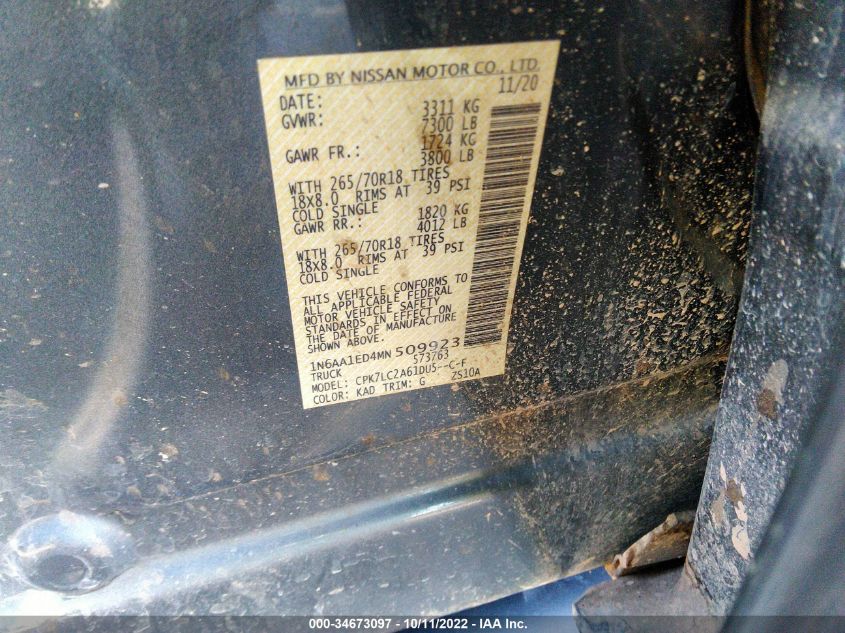 MFD BY NISSAN MOTOR CO., LTD.
DATE: 11/20
GVWR: 3311 KG
7300 LB
GAWR FR.: 1724 KG
3800 LB
WITH 265/70R18 TIRES
18X8.0 RIMS AT 39 PSI
COLD SINGLE
GAWR RR.: 1820 KG
4012 LB
WITH 265/70R18 TIRES
18X8.0 RIMS AT 39 PSI
COLD SINGLE
THIS VEHICLE CONFORMS TO
ALL APPLICABLE FEDERAL
MOTOR VEHICLE SAFETY
STANDARDS IN EFFECT ON
THE DATE OF MANUFACTURE
SHOWN ABOVE.
1N6AA1ED4MN509923
TRUCK 573763
MODEL: CPK7LC2A61DU5--C-F
COLOR: KAD TRIM: G ZS10A
000-34673097 - 10/11/2022 - IAA Inc.